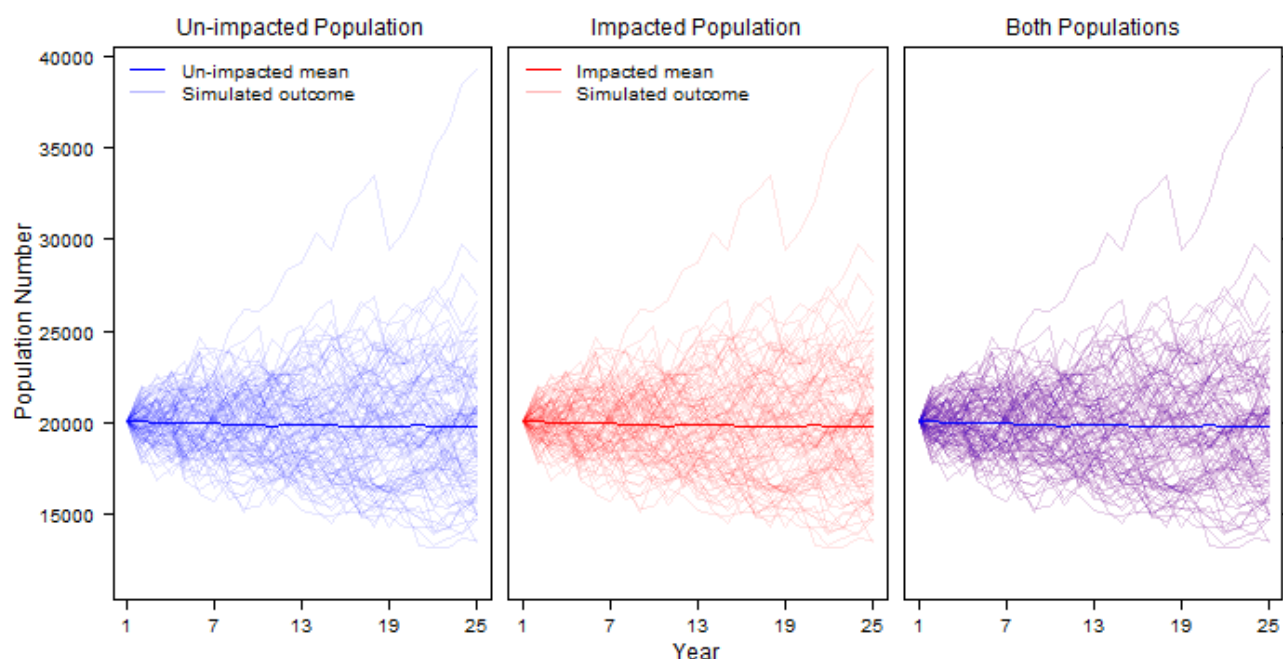 Un-impacted Population
Impacted Population
Both Populations
Un-impacted mean
Simulated outcome
Impacted mean
Simulated outcome
Population Number
40000
35000
30000
25000
20000
15000
1 7 13 19 25
1 7 13 19 25
1 7 13 19 25
Year